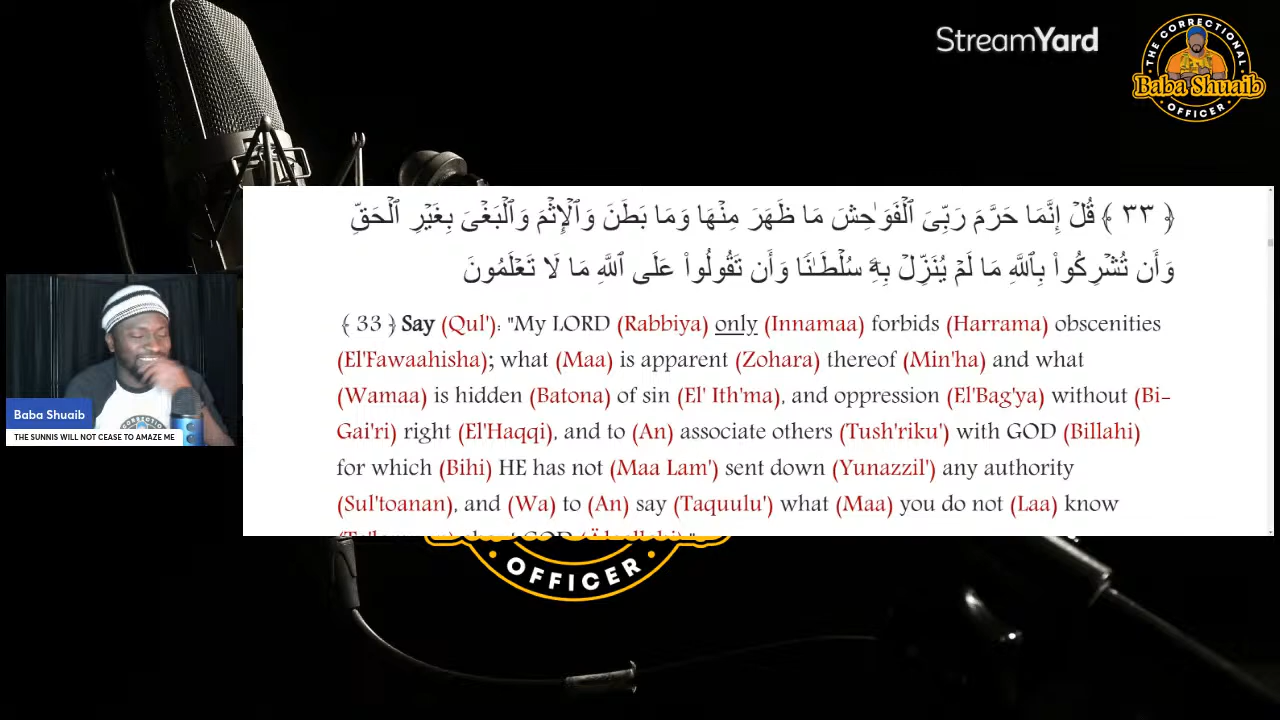 StreamYard
THE CORRECTIONAL
Baba Shuaib
OFFICER
﴿ ٣٣ ﴾ قُلْ إِنَّمَا حَرَّمَ رَبِّىَ ٱلْفَوَٰحِشَ مَا ظَهَرَ مِنْهَا وَمَا بَطَنَ وَٱلْإِثْمَ وَٱلْبَغْىَ بِغَيْرِ ٱلْحَقِّ
وَأَن تُشْرِكُوا۟ بِٱللَّهِ مَا لَمْ يُنَزِّلْ بِهِۦ سُلْطَـٰنًا وَأَن تَقُولُوا۟ عَلَى ٱللَّهِ مَا لَا تَعْلَمُونَ
﴾ 33 ﴿ Say (Qul'): "My LORD (Rabbiya) only (Innamaa) forbids (Harrama) obscenities
(El'Fawaahisha); what (Maa) is apparent (Zohara) thereof (Min'ha) and what
(Wamaa) is hidden (Batona) of sin (El' Ith'ma), and oppression (El'Bag'ya) without (Bi-
Gai'ri) right (El'Haqqi), and to (An) associate others (Tush'riku') with GOD (Billahi)
for which (Bihi) HE has not (Maa Lam') sent down (Yunazzil') any authority
(Sul'toanan), and (Wa) to (An) say (Taquulu') what (Maa) you do not (Laa) know
Baba Shuaib
THE SUNNIS WILL NOT CEASE TO AMAZE ME
OFFICER